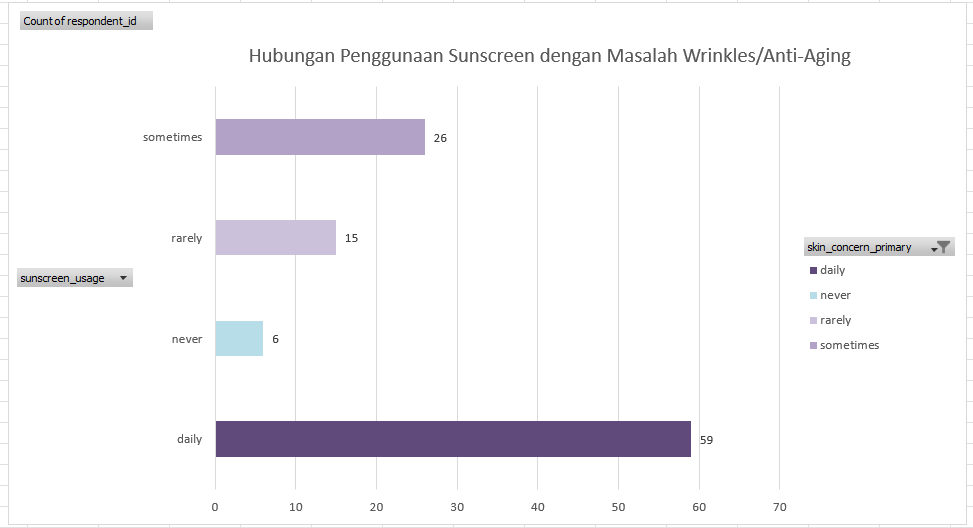 Count of respondent_id
Hubungan Penggunaan Sunscreen dengan Masalah Wrinkles/Anti-Aging
sometimes
26
rarely
15
never
6
daily
59
0 10 20 30 40 50 60 70
sunscreen_usage
skin_concern_primary
daily
never
rarely
sometimes